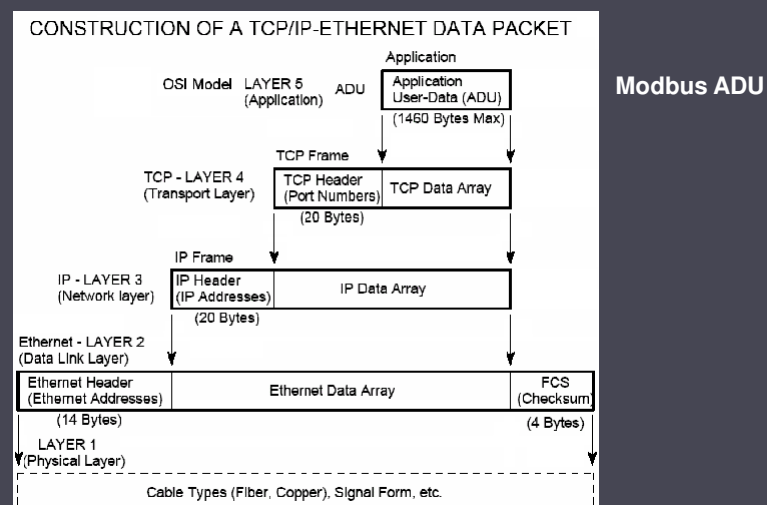 CONSTRUCTION OF A TCP/IP-ETHERNET DATA PACKET
Application
OSI Model LAYER 5
(Application)
ADU
Application
User-Data (ADU)
Modbus ADU
(1460 Bytes Max)
TCP Frame
TCP - LAYER 4
(Transport Layer)
TCP Header
(Port Numbers)
TCP Data Array
(20 Bytes)
IP Frame
IP - LAYER 3
(Network layer)
IP Header
(IP Addresses)
IP Data Array
(20 Bytes)
Ethernet - LAYER 2
(Data Link Layer)
Ethernet Header
(Ethernet Addresses)
Ethernet Data Array
FCS
(Checksum)
(14 Bytes)
(4 Bytes)
LAYER 1
(Physical Layer)
Cable Types (Fiber, Copper), Signal Form, etc.